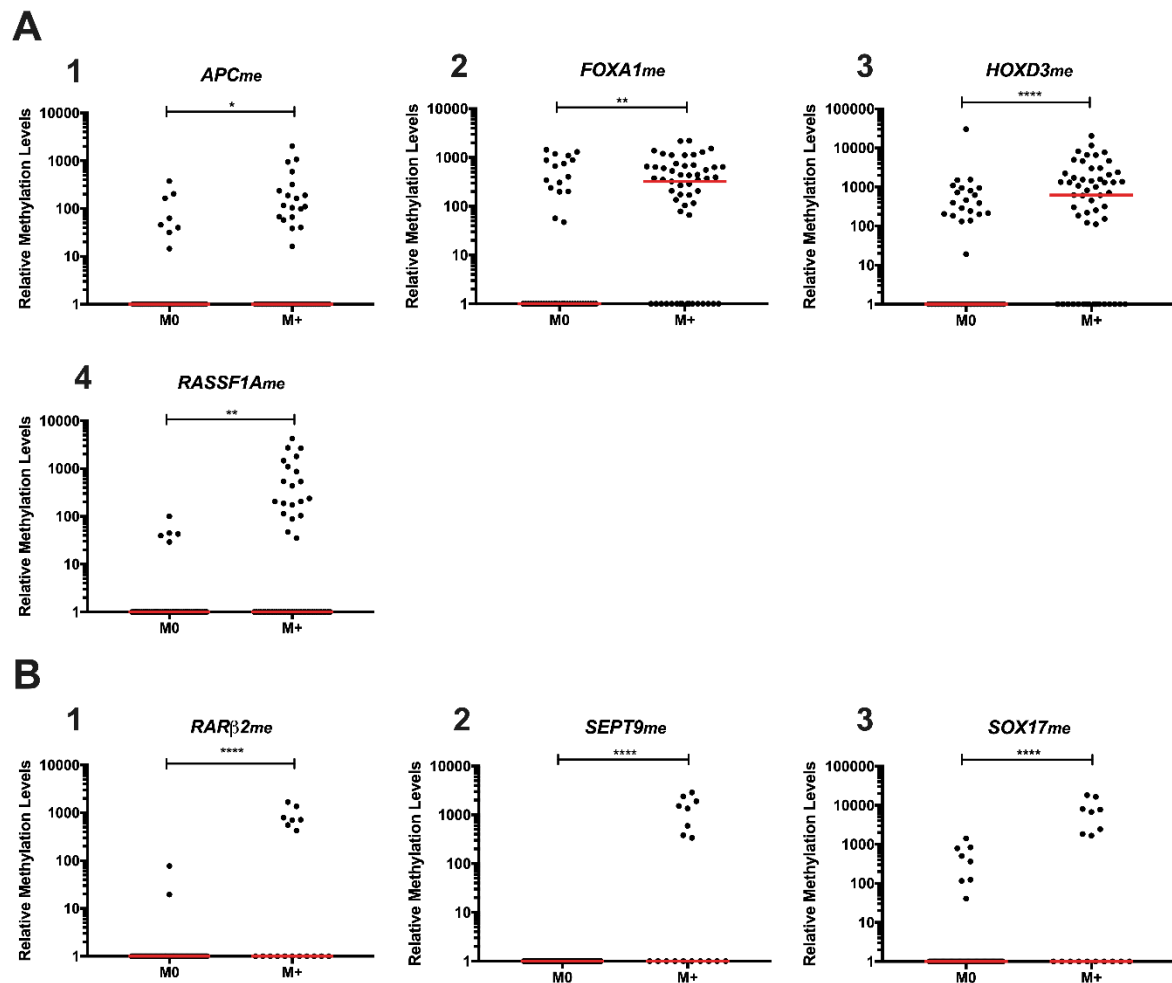 A
1
APCme
*
Relative Methylation Levels
10000
1000
100
10
1
M0
M+
2
FOXA1me
**
Relative Methylation Levels
10000
1000
100
10
1
M0
M+
3
HOXD3me
****
Relative Methylation Levels
100000
10000
1000
100
10
1
M0
M+
4
RASSF1Ame
**
Relative Methylation Levels
10000
1000
100
10
1
M0
M+
B
1
RARβ2me
****
Relative Methylation Levels
10000
1000
100
10
1
M0
M+
2
SEPT9me
****
Relative Methylation Levels
10000
1000
100
10
1
M0
M+
3
SOX17me
****
Relative Methylation Levels
100000
10000
1000
100
10
1
M0
M+